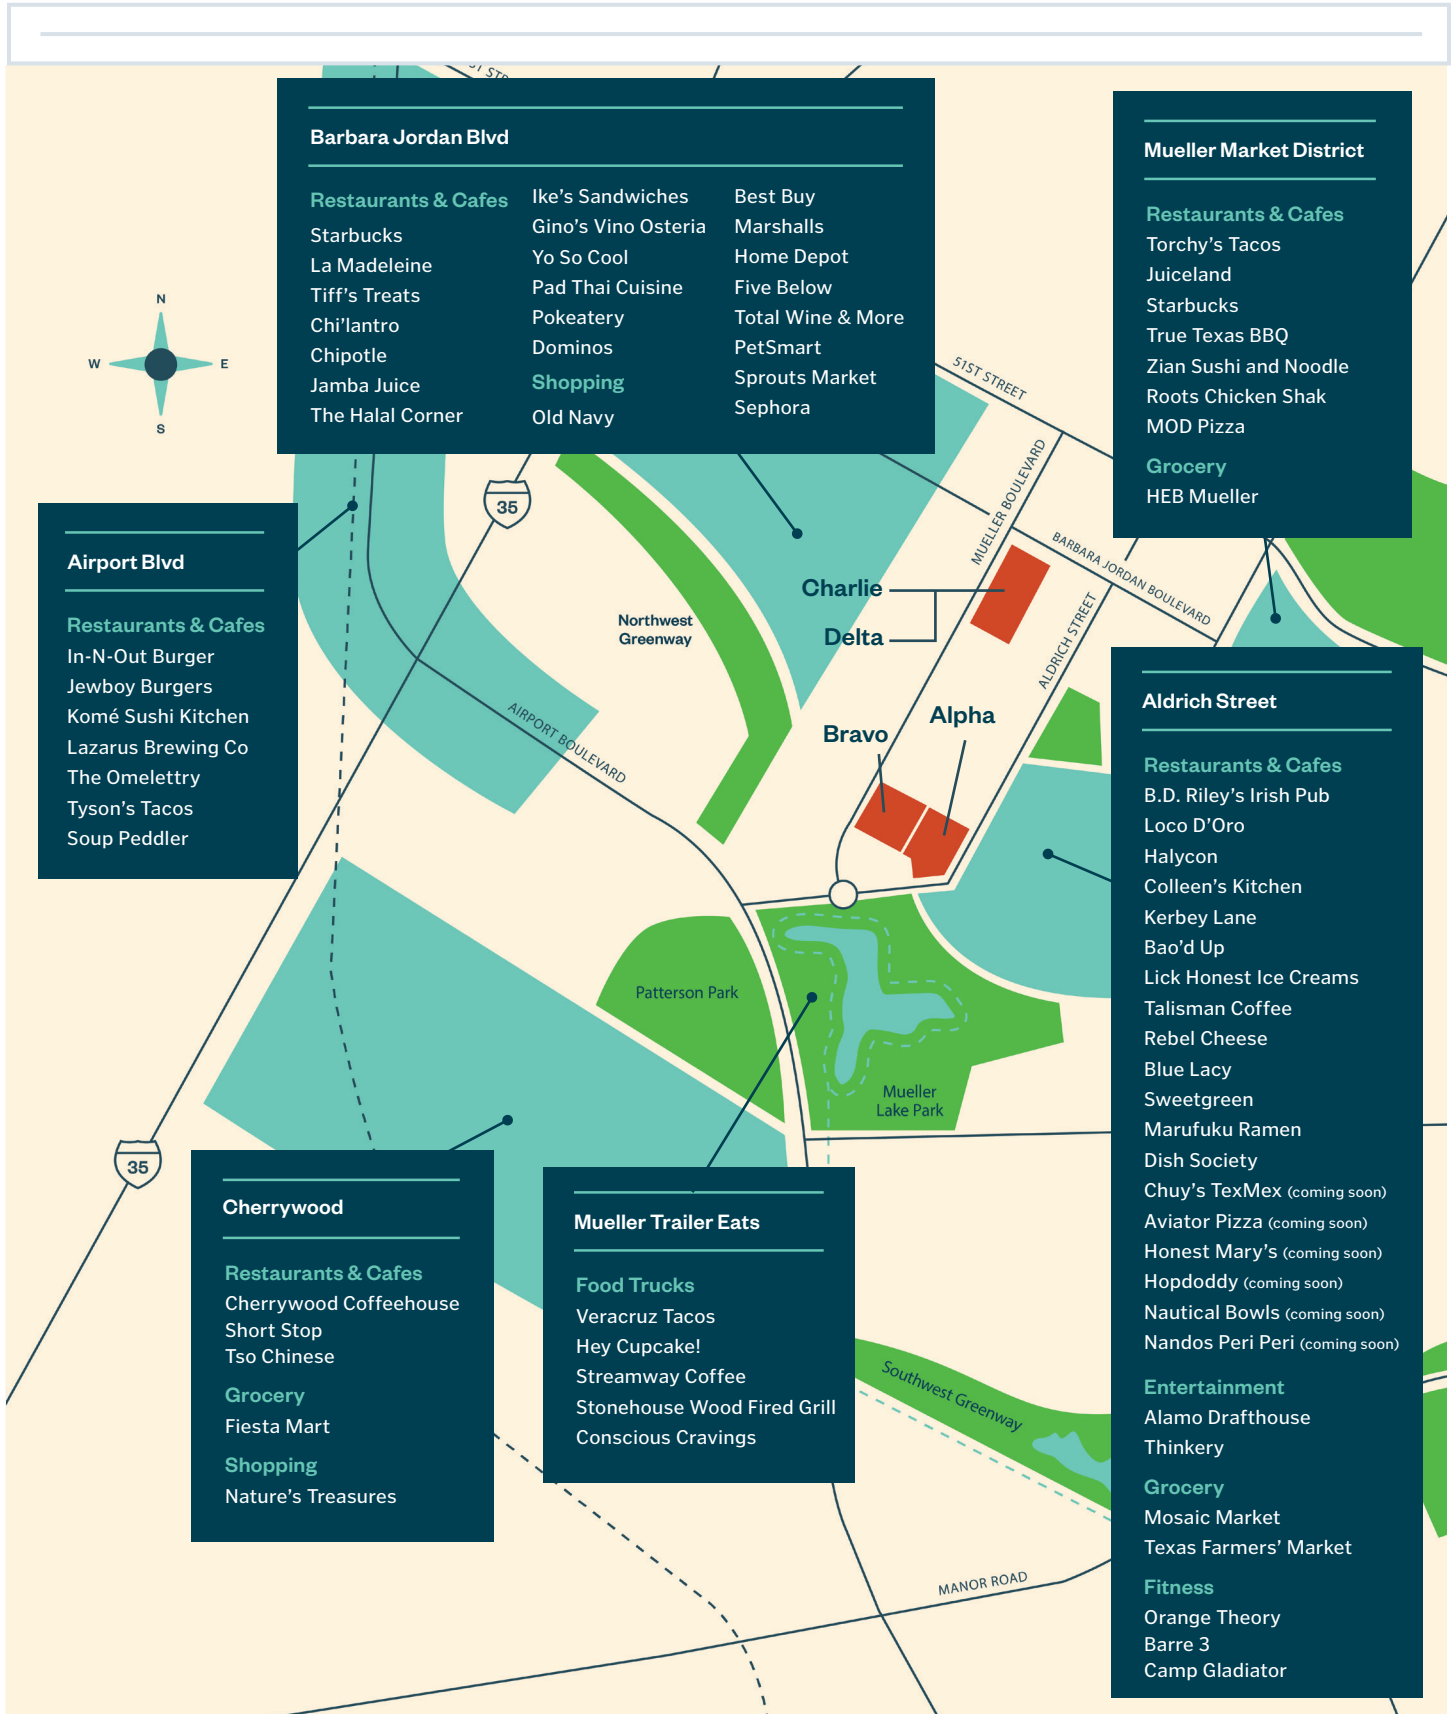 Barbara Jordan Blvd
Restaurants & Cafes
Starbucks
La Madeleine
Tiff's Treats
Chi'lantro
Chipotle
Jamba Juice
The Halal Corner
Ike's Sandwiches
Gino's Vino Osteria
Yo So Cool
Pad Thai Cuisine
Pokeatery
Dominos
Shopping
Old Navy
Best Buy
Marshalls
Home Depot
Five Below
Total Wine & More
PetSmart
Sprouts Market
Sephora
Mueller Market District
Restaurants & Cafes
Torchy's Tacos
Juiceland
Starbucks
True Texas BBQ
Zian Sushi and Noodle
Roots Chicken Shak
MOD Pizza
Grocery
HEB Mueller
N
W
E
S
51ST STREET
MUELLER BOULEVARD
BARBARA JORDAN BOULEVARD
ALDRICH STREET
35
Airport Blvd
Restaurants & Cafes
In-N-Out Burger
Jewboy Burgers
Komé Sushi Kitchen
Lazarus Brewing Co
The Omelettry
Tyson's Tacos
Soup Peddler
Northwest
Greenway
Charlie
Delta
Bravo
Alpha
AIRPORT BOULEVARD
Aldrich Street
Restaurants & Cafes
B.D. Riley's Irish Pub
Loco D'Oro
Halycon
Colleen's Kitchen
Kerbey Lane
Bao'd Up
Lick Honest Ice Creams
Talisman Coffee
Rebel Cheese
Blue Lacy
Sweetgreen
Marufuku Ramen
Dish Society
Chuy's TexMex (coming soon)
Aviator Pizza (coming soon)
Honest Mary's (coming soon)
Hopdoddy (coming soon)
Nautical Bowls (coming soon)
Nandos Peri Peri (coming soon)
Entertainment
Alamo Drafthouse
Thinkery
Grocery
Mosaic Market
Texas Farmers' Market
Fitness
Orange Theory
Barre 3
Camp Gladiator
Patterson Park
Mueller
Lake Park
35
Cherrywood
Restaurants & Cafes
Cherrywood Coffeehouse
Short Stop
Tso Chinese
Grocery
Fiesta Mart
Shopping
Nature's Treasures
Mueller Trailer Eats
Food Trucks
Veracruz Tacos
Hey Cupcake!
Streamway Coffee
Stonehouse Wood Fired Grill
Conscious Cravings
Southwest Greenway
MANOR ROAD